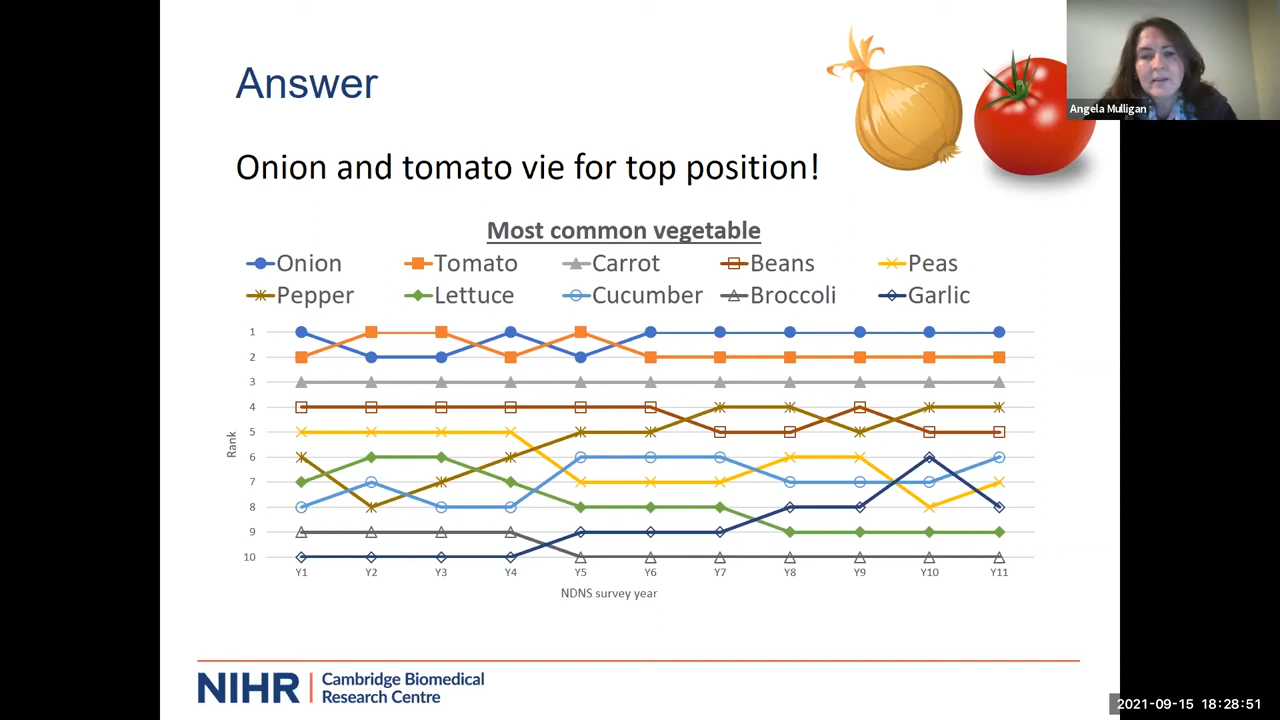 Answer
Angela Mulligan
Onion and tomato vie for top position!
Most common vegetable
Onion Tomato Carrot Beans Peas
Pepper Lettuce Cucumber Broccoli Garlic
1
2
3
4
5
6
7
8
9
10
Rank
Y1 Y2 Y3 Y4 Y5 Y6 Y7 Y8 Y9 Y10 Y11
NDNS survey year
NIHR
Cambridge Biomedical
Research Centre
2021-09-15 18:28:51